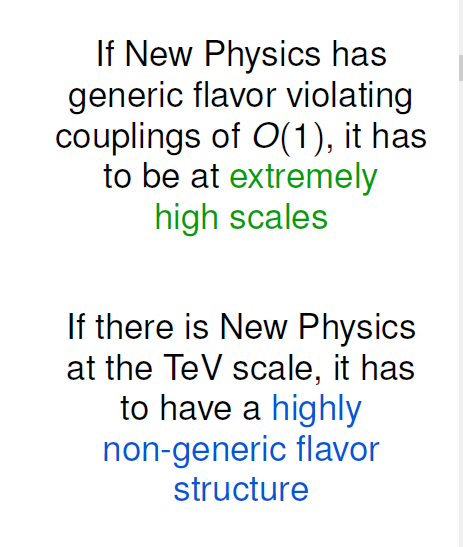 If New Physics has
generic flavor violating
couplings of O(1), it has
to be at extremely
high scales
If there is New Physics
at the TeV scale, it has
to have a highly
non-generic flavor
structure